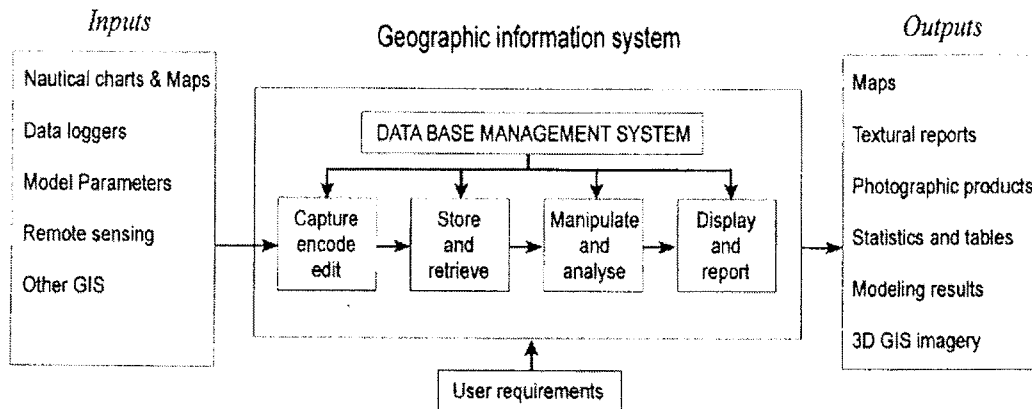 Inputs
Nautical charts & Maps
Data loggers
Model Parameters
Remote sensing
Other GIS
Geographic information system
DATA BASE MANAGEMENT SYSTEM
Capture
encode
edit
Store
and
retrieve
Manipulate
and
analyse
Display
and
report
User requirements
Outputs
Maps
Textural reports
Photographic products
Statistics and tables
Modeling results
3D GIS imagery